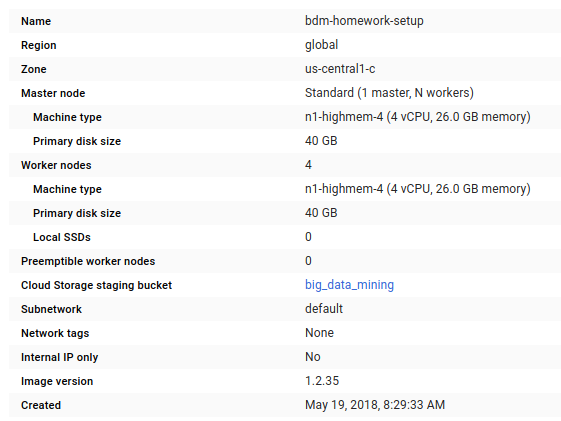 Name bdm-homework-setup
Region global
Zone us-central1-c
Master node Standard (1 master, N workers)
Machine type n1-highmem-4 (4 vCPU, 26.0 GB memory)
Primary disk size 40 GB
Worker nodes 4
Machine type n1-highmem-4 (4 vCPU, 26.0 GB memory)
Primary disk size 40 GB
Local SSDs 0
Preemptible worker nodes 0
Cloud Storage staging bucket big_data_mining
Subnetwork default
Network tags None
Internal IP only No
Image version 1.2.35
Created May 19, 2018, 8:29:33 AM